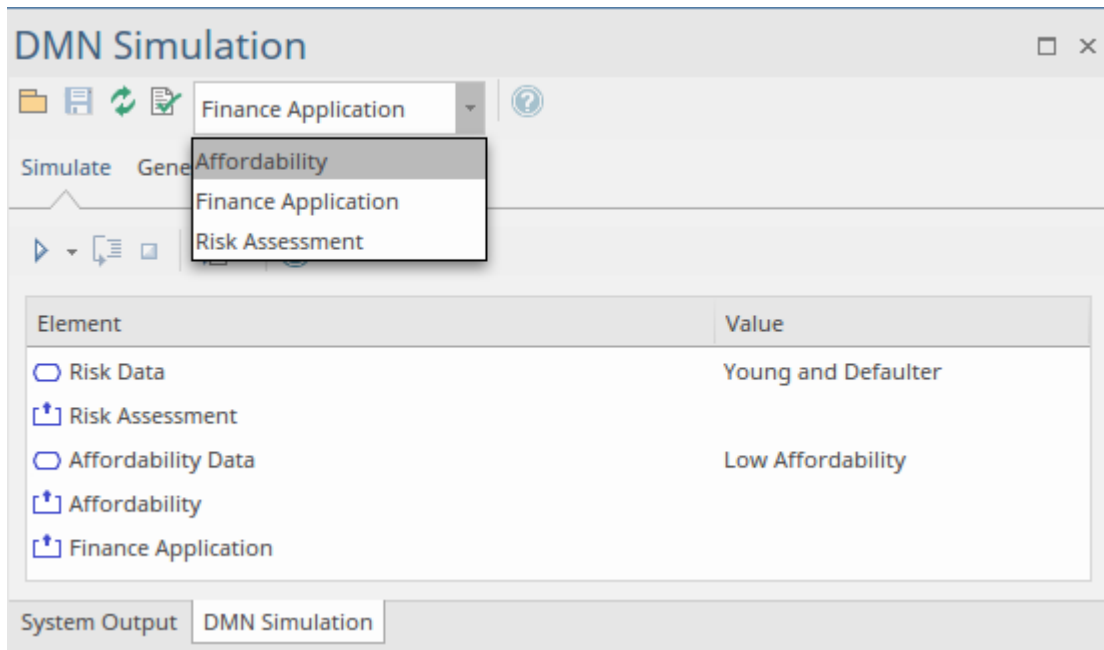 DMN Simulation
Finance Application
Affordability
Simulate Gene
Finance Application
Risk Assessment
Element Value
Risk Data Young and Defaulter
Risk Assessment
Affordability Data Low Affordability
Affordability
Finance Application
System Output DMN Simulation